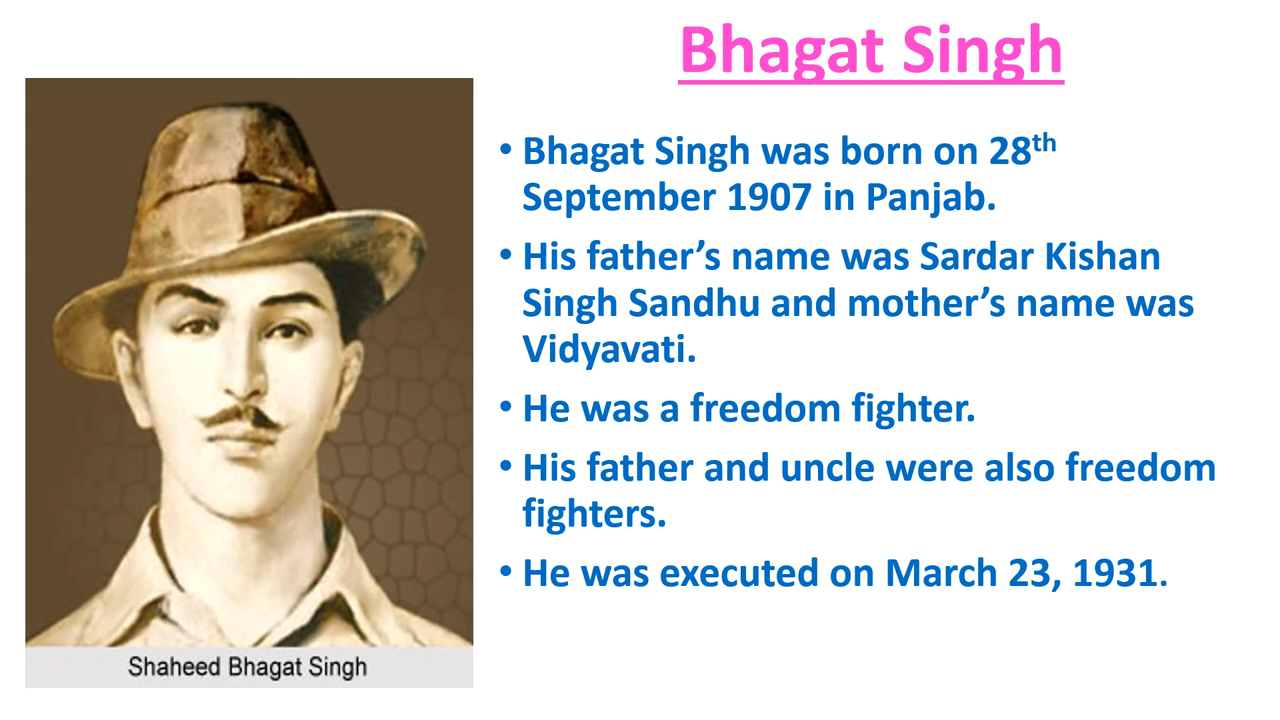 Bhagat Singh
• Bhagat Singh was born on 28th
September 1907 in Panjab.
• His father’s name was Sardar Kishan
Singh Sandhu and mother’s name was
Vidyavati.
• He was a freedom fighter.
• His father and uncle were also freedom
fighters.
• He was executed on March 23, 1931.
Shaheed Bhagat Singh